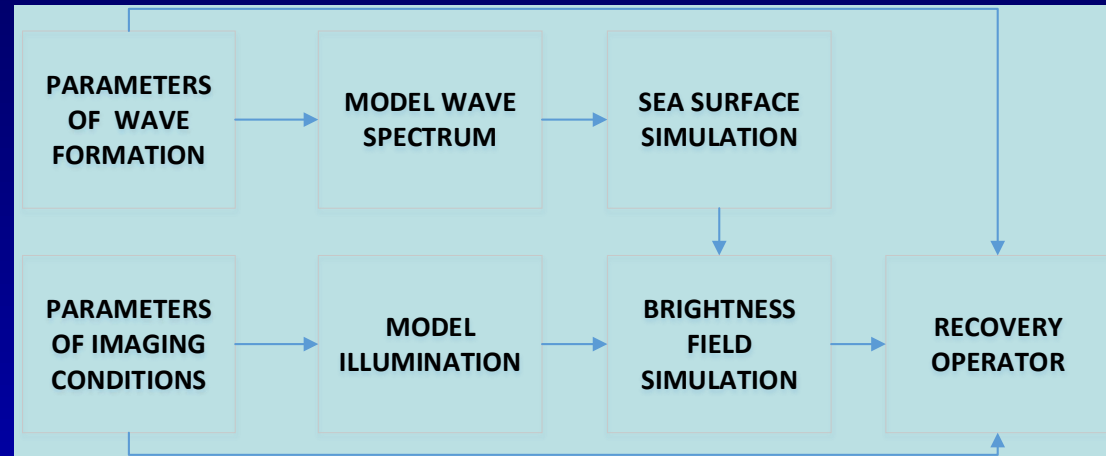 PARAMETERS
OF WAVE
FORMATION
MODEL WAVE
SPECTRUM
SEA SURFACE
SIMULATION
PARAMETERS
OF IMAGING
CONDITIONS
MODEL
ILLUMINATION
BRIGHTNESS
FIELD
SIMULATION
RECOVERY
OPERATOR